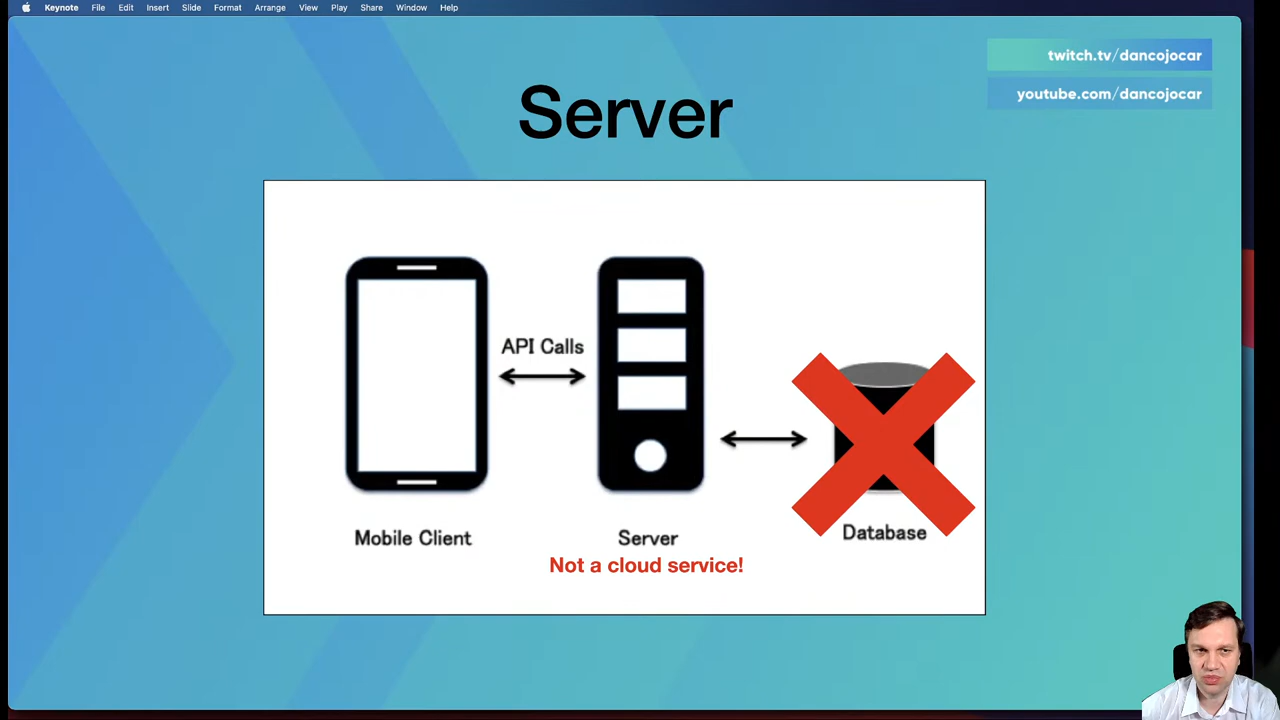 Keynote File Edit Insert Slide Format Arrange View Play Share Window Help
twitch.tv/dancojocar
youtube.com/dancojocar
Server
API Calls
Mobile Client
Server
Database
Not a cloud service!